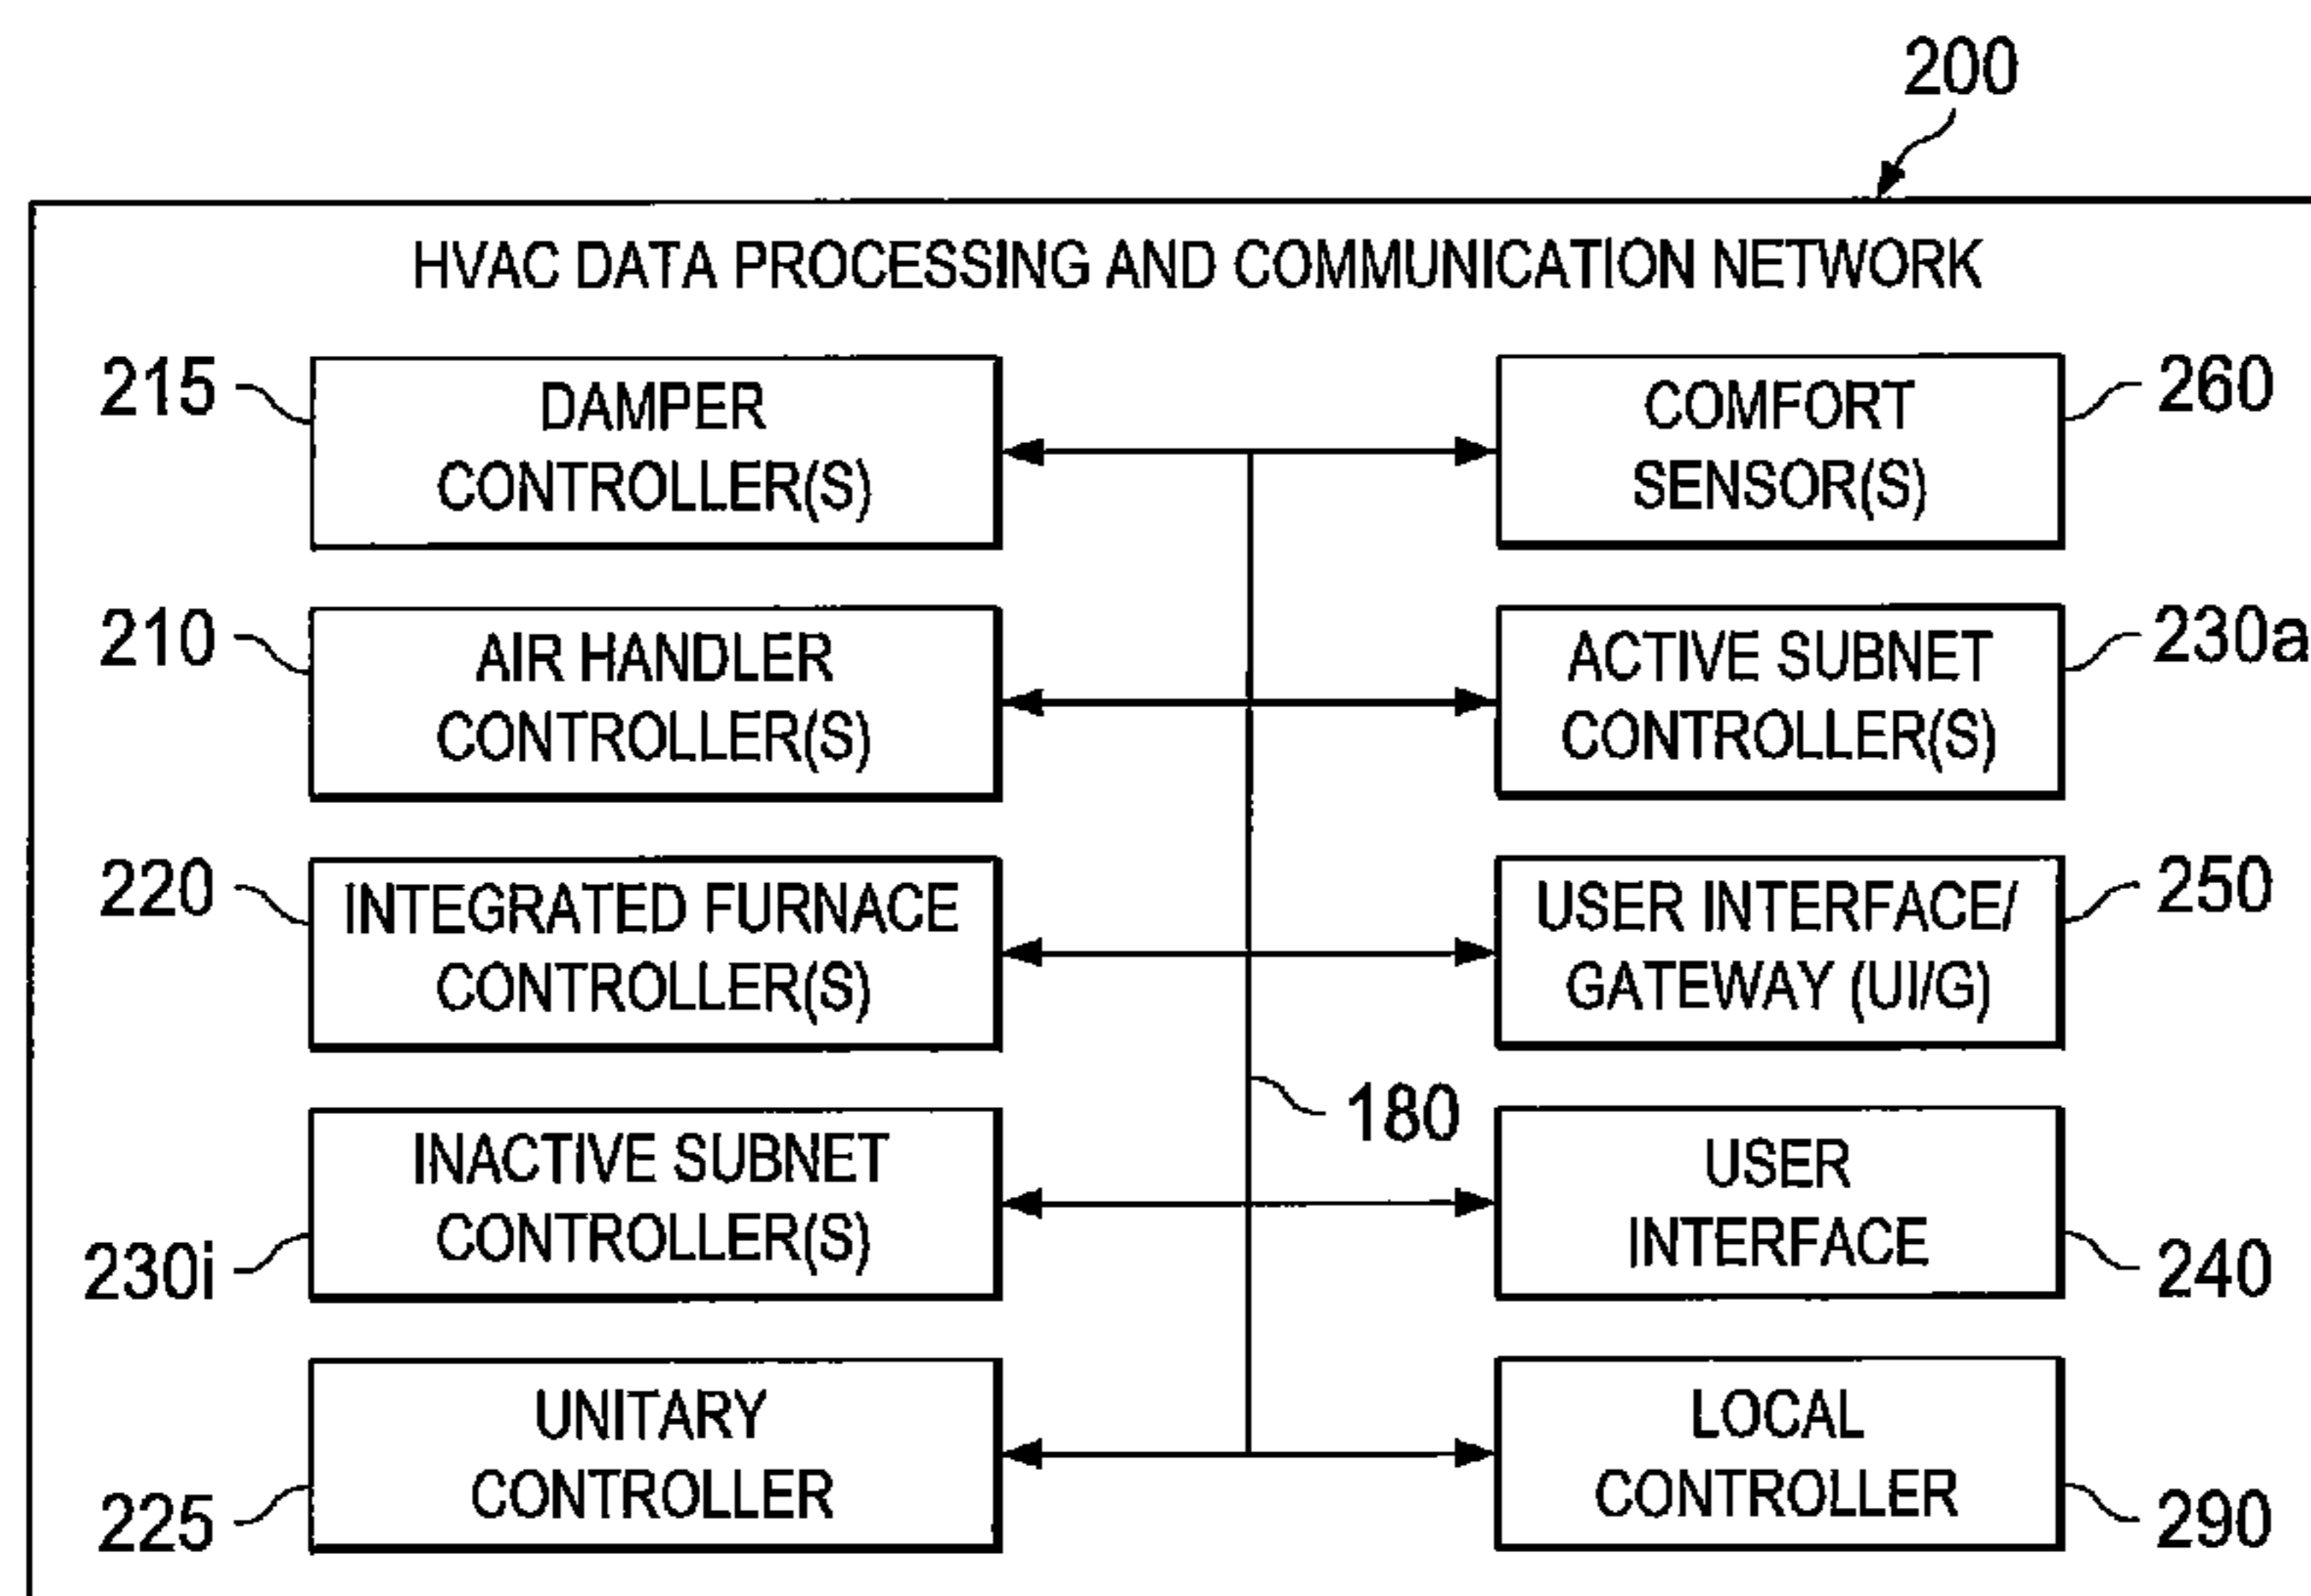 200
HVAC DATA PROCESSING AND COMMUNICATION NETWORK
215
DAMPER
CONTROLLER(S)
COMFORT
SENSOR(S)
260
210
AIR HANDLER
CONTROLLER(S)
ACTIVE SUBNET
CONTROLLER(S)
230a
220
INTEGRATED FURNACE
CONTROLLER(S)
USER INTERFACE/
GATEWAY (UI/G)
250
180
230i
INACTIVE SUBNET
CONTROLLER(S)
USER
INTERFACE
240
225
UNITARY
CONTROLLER
LOCAL
CONTROLLER
290